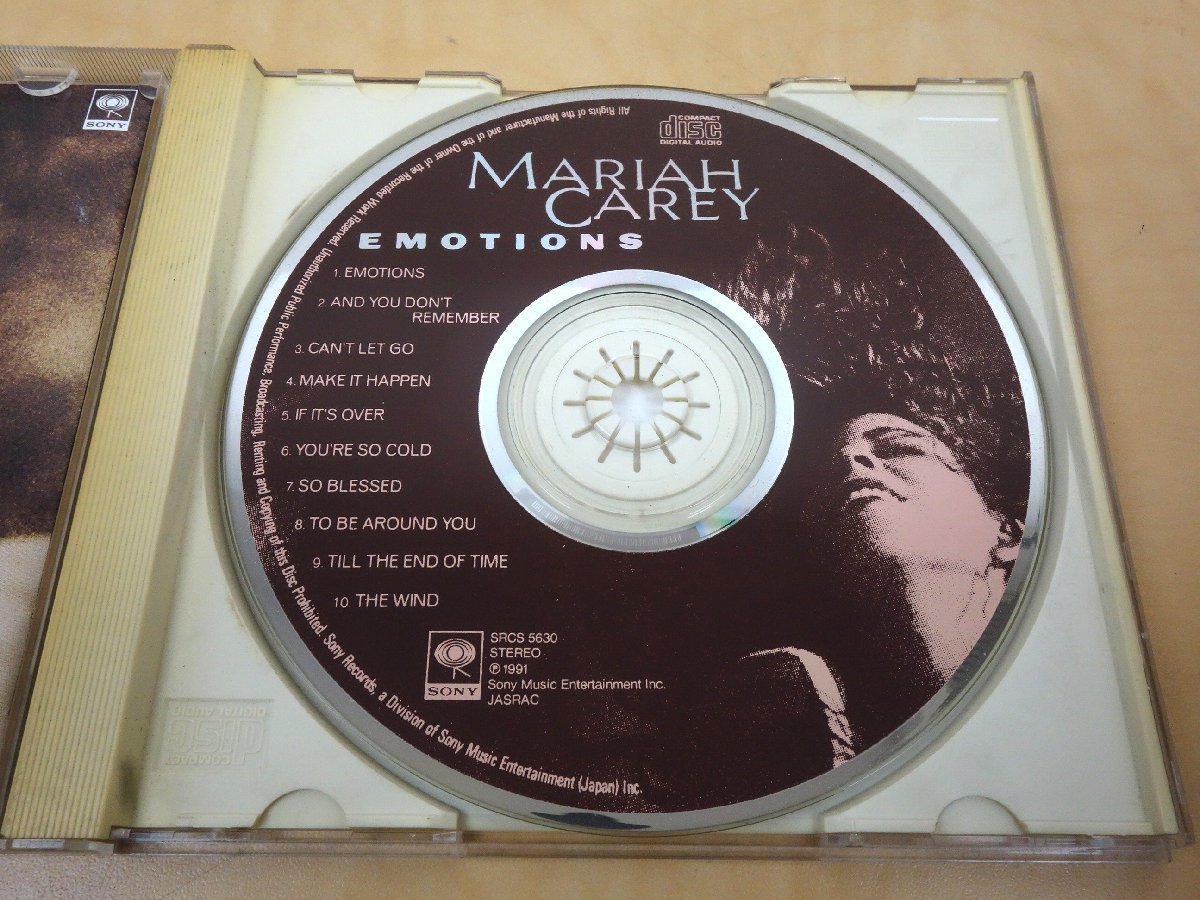 SONY
COMPACT
disc
DIGITAL AUDIO
MARIAH
CAREY
EMOTIONS
1. EMOTIONS
2. AND YOU DON'T
REMEMBER
3. CAN'T LET GO
4. MAKE IT HAPPEN
5. IF IT'S OVER
6. YOU'RE SO COLD
7. SO BLESSED
8. TO BE AROUND YOU
9. TILL THE END OF TIME
10. THE WIND
SONY
SRCS 5630
STEREO
℗ 1991
Sony Music Entertainment Inc.
JASRAC
All Rights of the Manufacturer and of the Owner of the Recorded Work Reserved. Unauthorized Public Performance, Broadcasting, Renting and Copying of this Disc Prohibited. Sony Records, a Division of Sony Music Entertainment (Japan) Inc.
COMPACT
disc
DIGITAL AUDIO